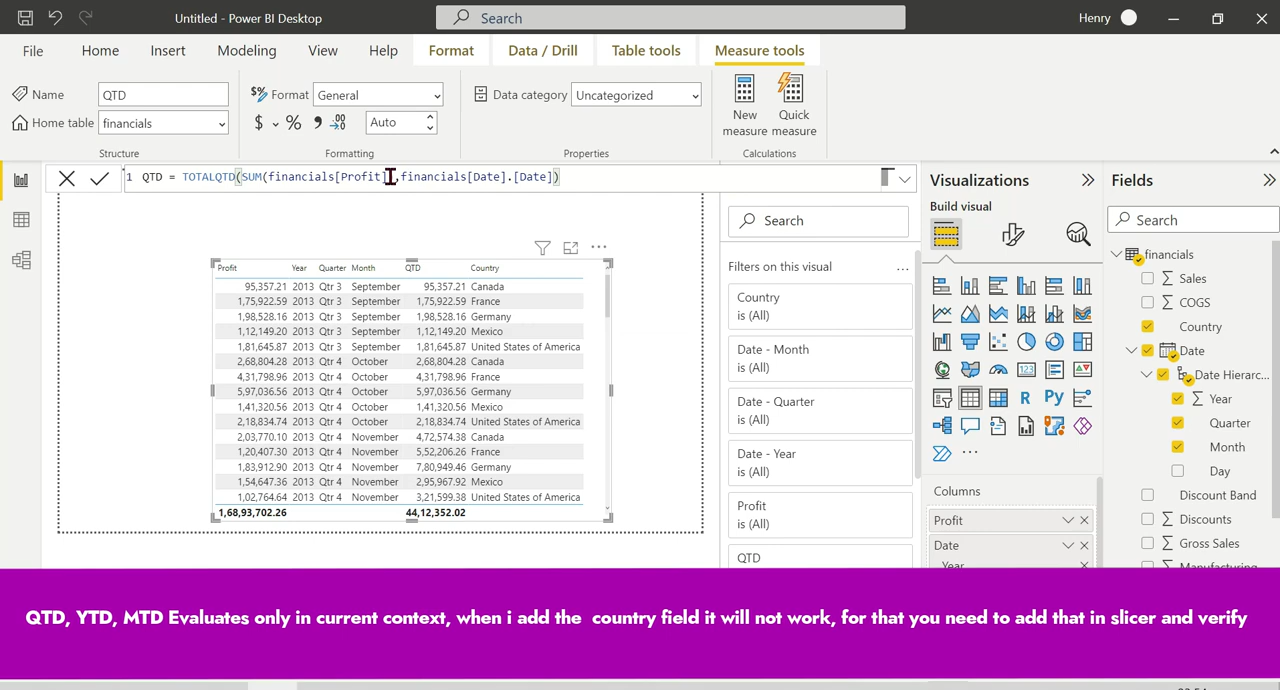 Untitled - Power BI Desktop
Search
Henry
File
Home
Insert
Modeling
View
Help
Format
Data / Drill
Table tools
Measure tools
Name
QTD
Home table
financials
Structure
Format
General
$
%
Auto
Formatting
Data category
Uncategorized
Properties
New measure
Quick measure
Calculations
1 QTD = TOTALQTD(SUM(financials[Profit]),financials[Date].[Date])
Profit Year Quarter Month QTD Country
95,357.21 2013 Qtr 3 September 95,357.21 Canada
1,75,922.59 2013 Qtr 3 September 1,75,922.59 France
1,98,528.16 2013 Qtr 3 September 1,98,528.16 Germany
1,12,149.20 2013 Qtr 3 September 1,12,149.20 Mexico
1,81,645.87 2013 Qtr 3 September 1,81,645.87 United States of America
2,68,804.28 2013 Qtr 4 October 2,68,804.28 Canada
4,31,798.96 2013 Qtr 4 October 4,31,798.96 France
5,97,036.56 2013 Qtr 4 October 5,97,036.56 Germany
1,41,320.56 2013 Qtr 4 October 1,41,320.56 Mexico
2,18,834.74 2013 Qtr 4 October 2,18,834.74 United States of America
2,03,770.10 2013 Qtr 4 November 4,72,574.38 Canada
1,20,407.30 2013 Qtr 4 November 5,52,206.26 France
1,83,912.90 2013 Qtr 4 November 7,80,949.46 Germany
1,54,647.36 2013 Qtr 4 November 2,95,967.92 Mexico
1,02,764.64 2013 Qtr 4 November 3,21,599.38 United States of America
1,68,93,702.26 44,12,352.02
Search
Filters on this visual
Country
is (All)
Date - Month
is (All)
Date - Quarter
is (All)
Date - Year
is (All)
Profit
is (All)
QTD
Visualizations
Build visual
123
R
Py
Columns
Profit
Date
Year
Fields
Search
financials
Sales
COGS
Country
Date
Date Hierarc...
Year
Quarter
Month
Day
Discount Band
Discounts
Gross Sales
Manufacturing
QTD, YTD, MTD Evaluates only in current context, when i add the country field it will not work, for that you need to add that in slicer and verify